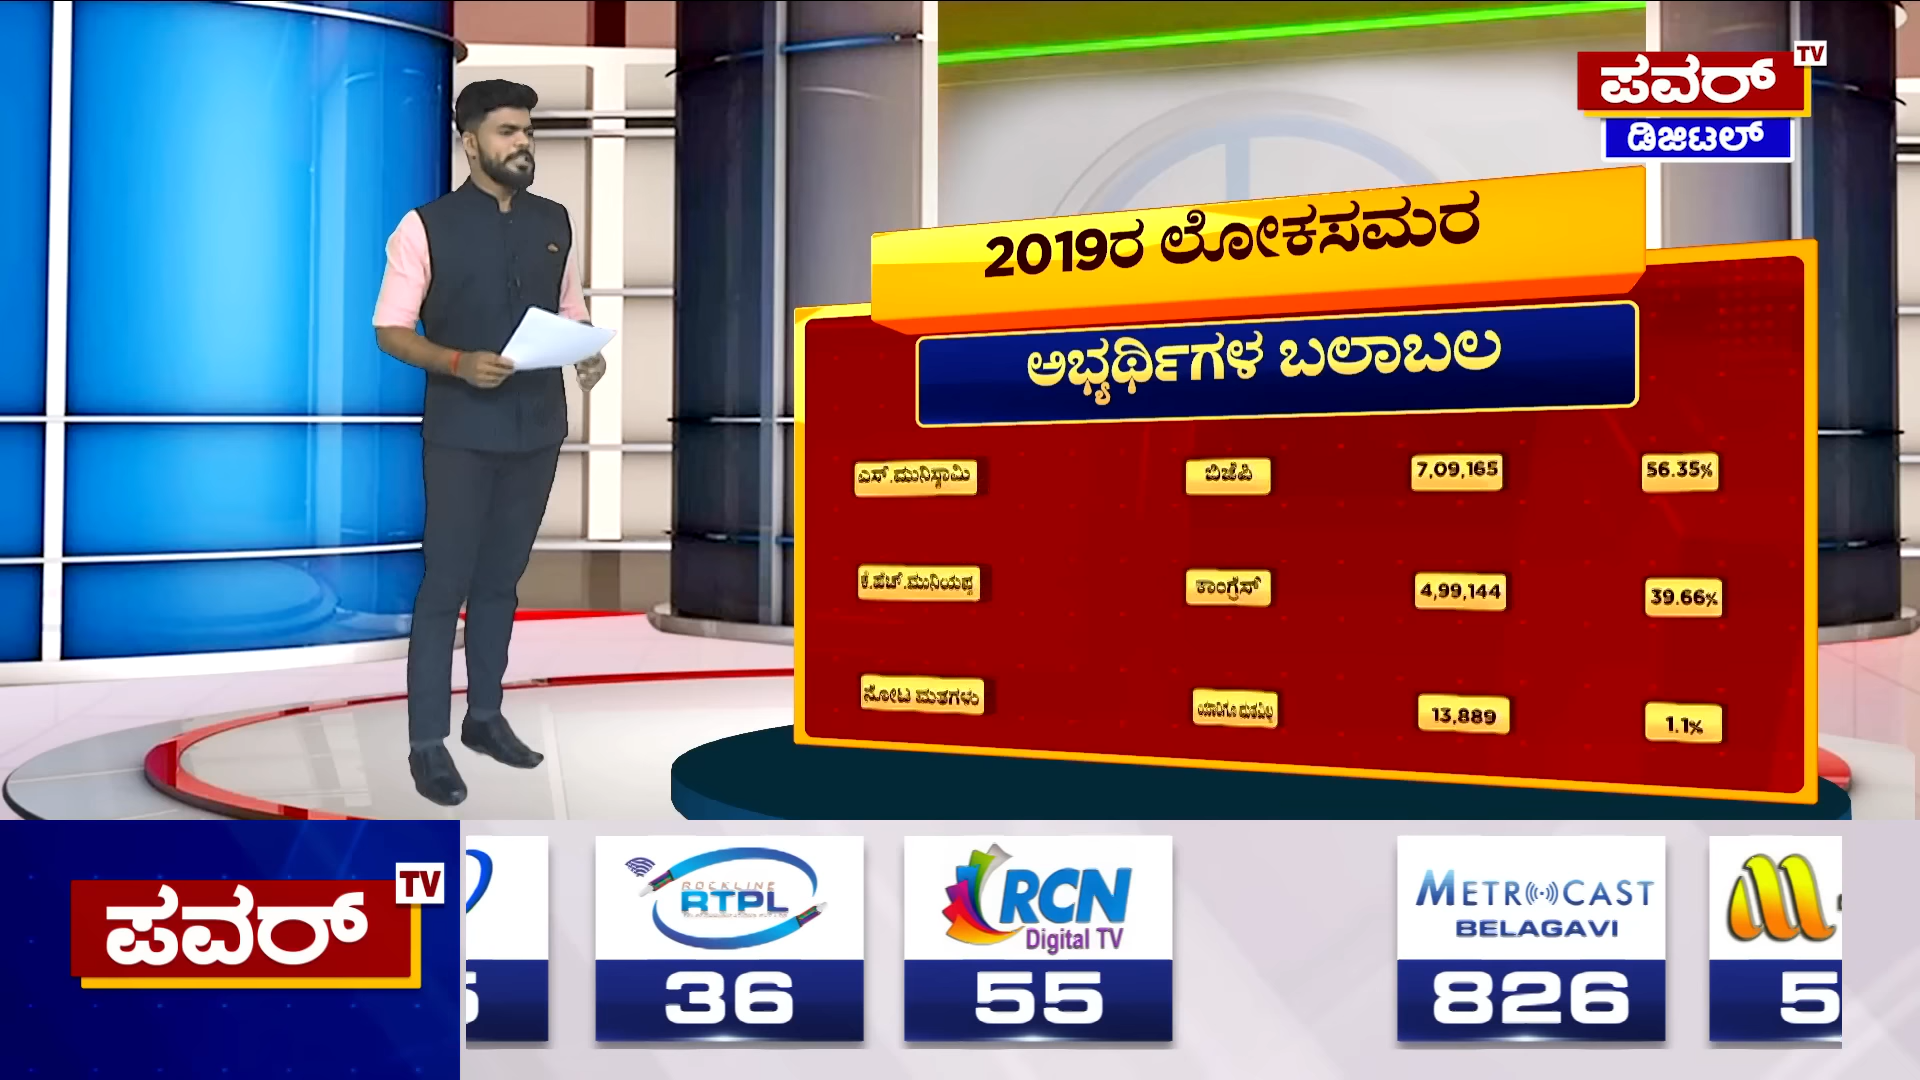 ಪವರ್ TV
ಡಿಜಿಟಲ್
2019ರ ಲೋಕಸಮರ
ಅಭ್ಯರ್ಥಿಗಳ ಬಲಾಬಲ
ಎಸ್.ಮುನಿಸ್ವಾಮಿ ಬಿಜೆಪಿ 7,09,165 56.35%
ಕೆ.ಹೆಚ್.ಮುನಿಯಪ್ಪ ಕಾಂಗ್ರೆಸ್ 4,99,144 39.66%
ನೋಟ ಮತಗಳು ಯಾರಿಗೂ ಮತವಿಲ್ಲ 13,889 1.1%
ಪವರ್ TV
ROCKLINE
RTPL
36
RCN
Digital TV
55
METROCAST
BELAGAVI
826
5